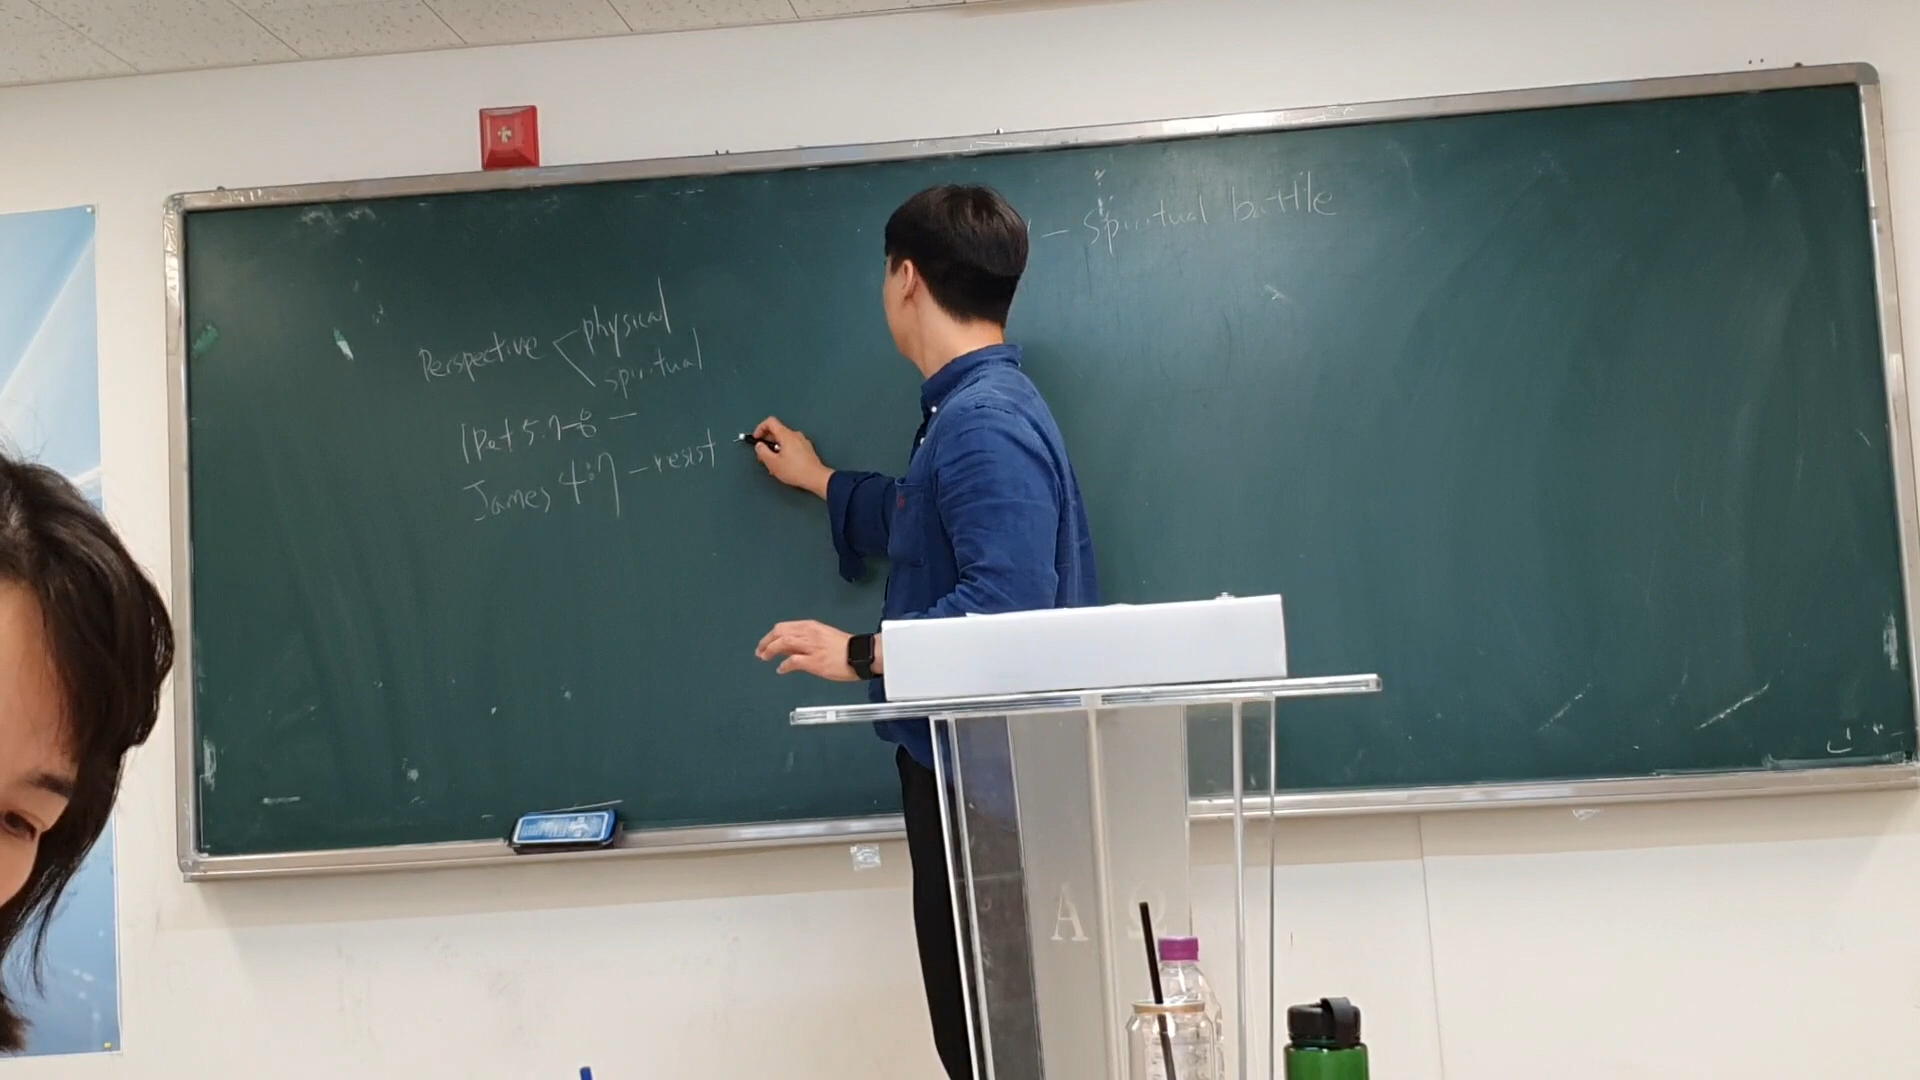 – Spiritual battle
Perspective < physical
spiritual
1Pet 5:7-8 –
James 4:7 – resist -
A Ω